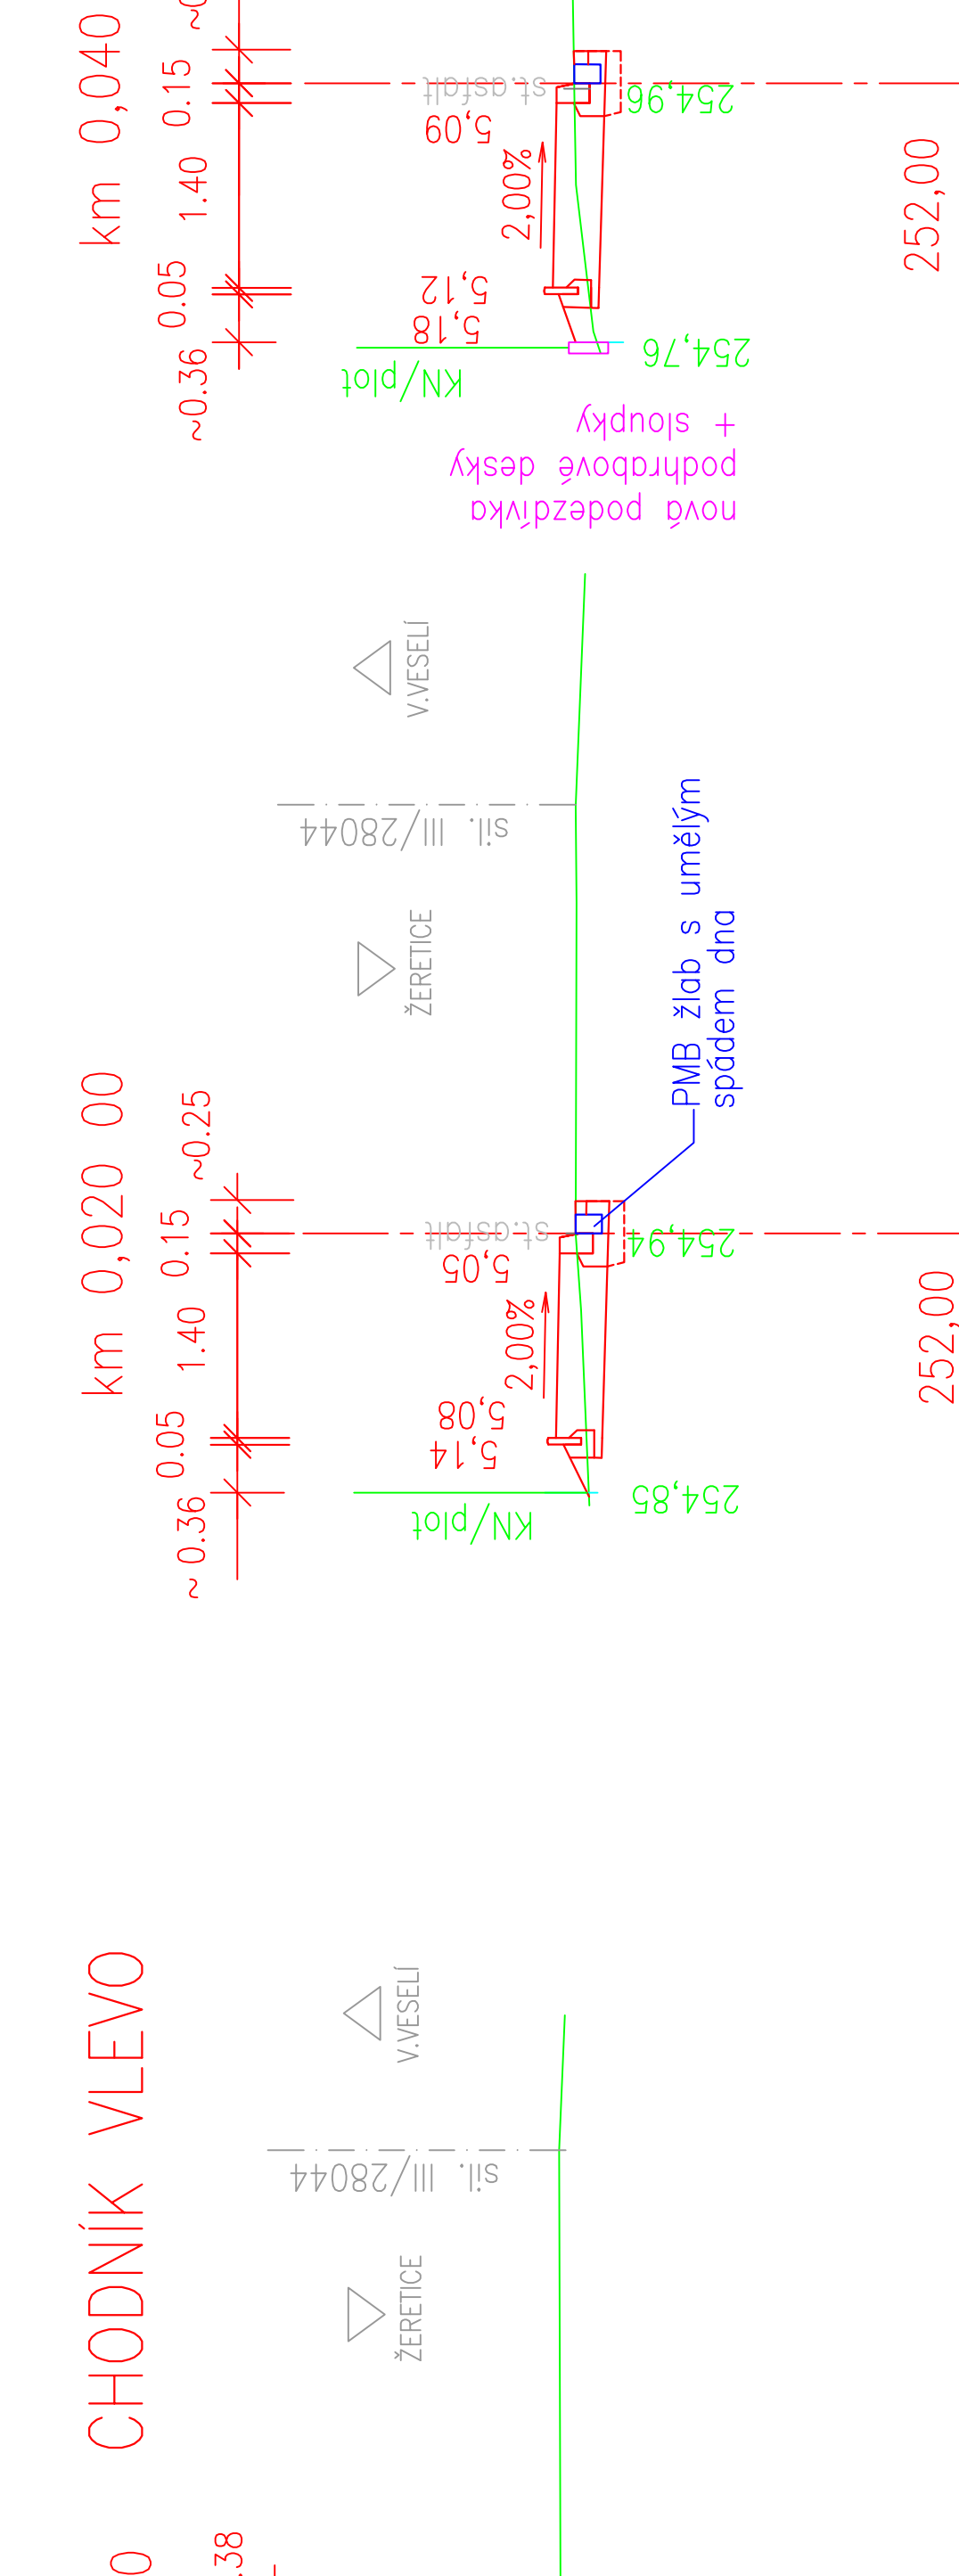 km 0,040
~0
0.15
1.40
0.05
~0.36
st.asfalt
5,09
254,96
2,00%
5,12
5,18
254,76
KN/plot
252,00
nová podezdívka
podhrabové desky
+ sloupky
V.VESELÍ
sil. III/28044
ŽERETICE
PMB žlab s umělým
spádem dna
km 0,020 00
~0.25
0.15
1.40
0.05
~ 0.36
st.asfalt
5,05
254,94
2,00%
5,08
5,14
254,85
KN/plot
252,00
CHODNÍK VLEVO
V.VESELÍ
sil. III/28044
ŽERETICE
.38
0